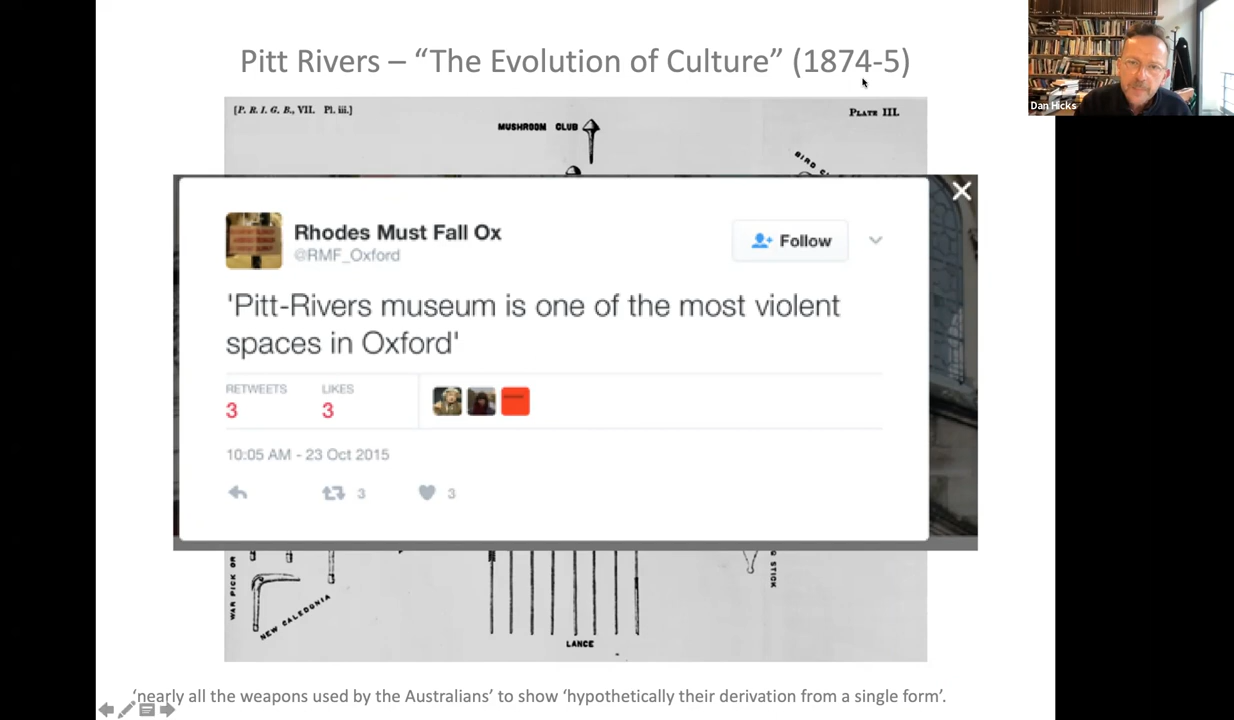 Pitt Rivers – “The Evolution of Culture” (1874-5)
Dan Hicks
[P. R. I. G. B., VII. Pl. iii.]
PLATE III.
MUSHROOM CLUB
BIRD
Rhodes Must Fall Ox
@RMF_Oxford
Follow
'Pitt-Rivers museum is one of the most violent
spaces in Oxford'
RETWEETS LIKES
3 3
10:05 AM - 23 Oct 2015
3 3
WAR PICK OR
NEW CALEDONIA
LANCE
STICK
‘nearly all the weapons used by the Australians’ to show ‘hypothetically their derivation from a single form’.